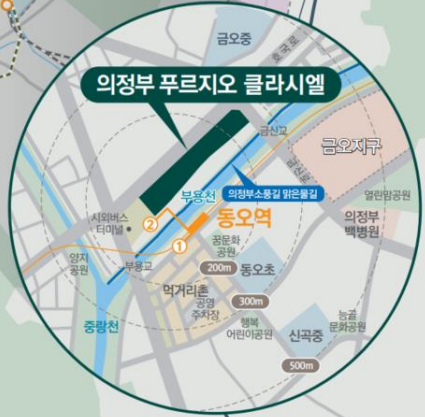 금오중
호국로
의정부 푸르지오 클라시엘
금신교
금오지구
금신로
부용천
의정부소풍길 맑은물길
열린맘공원
시외버스
터미널
②
동오역
의정부
백병원
①
꿈문화
공원
양지
공원
부용교
200m
동오초
먹거리촌
공영
주차장
300m
중랑천
행복
어린이공원
신곡중
능골
문화공원
500m